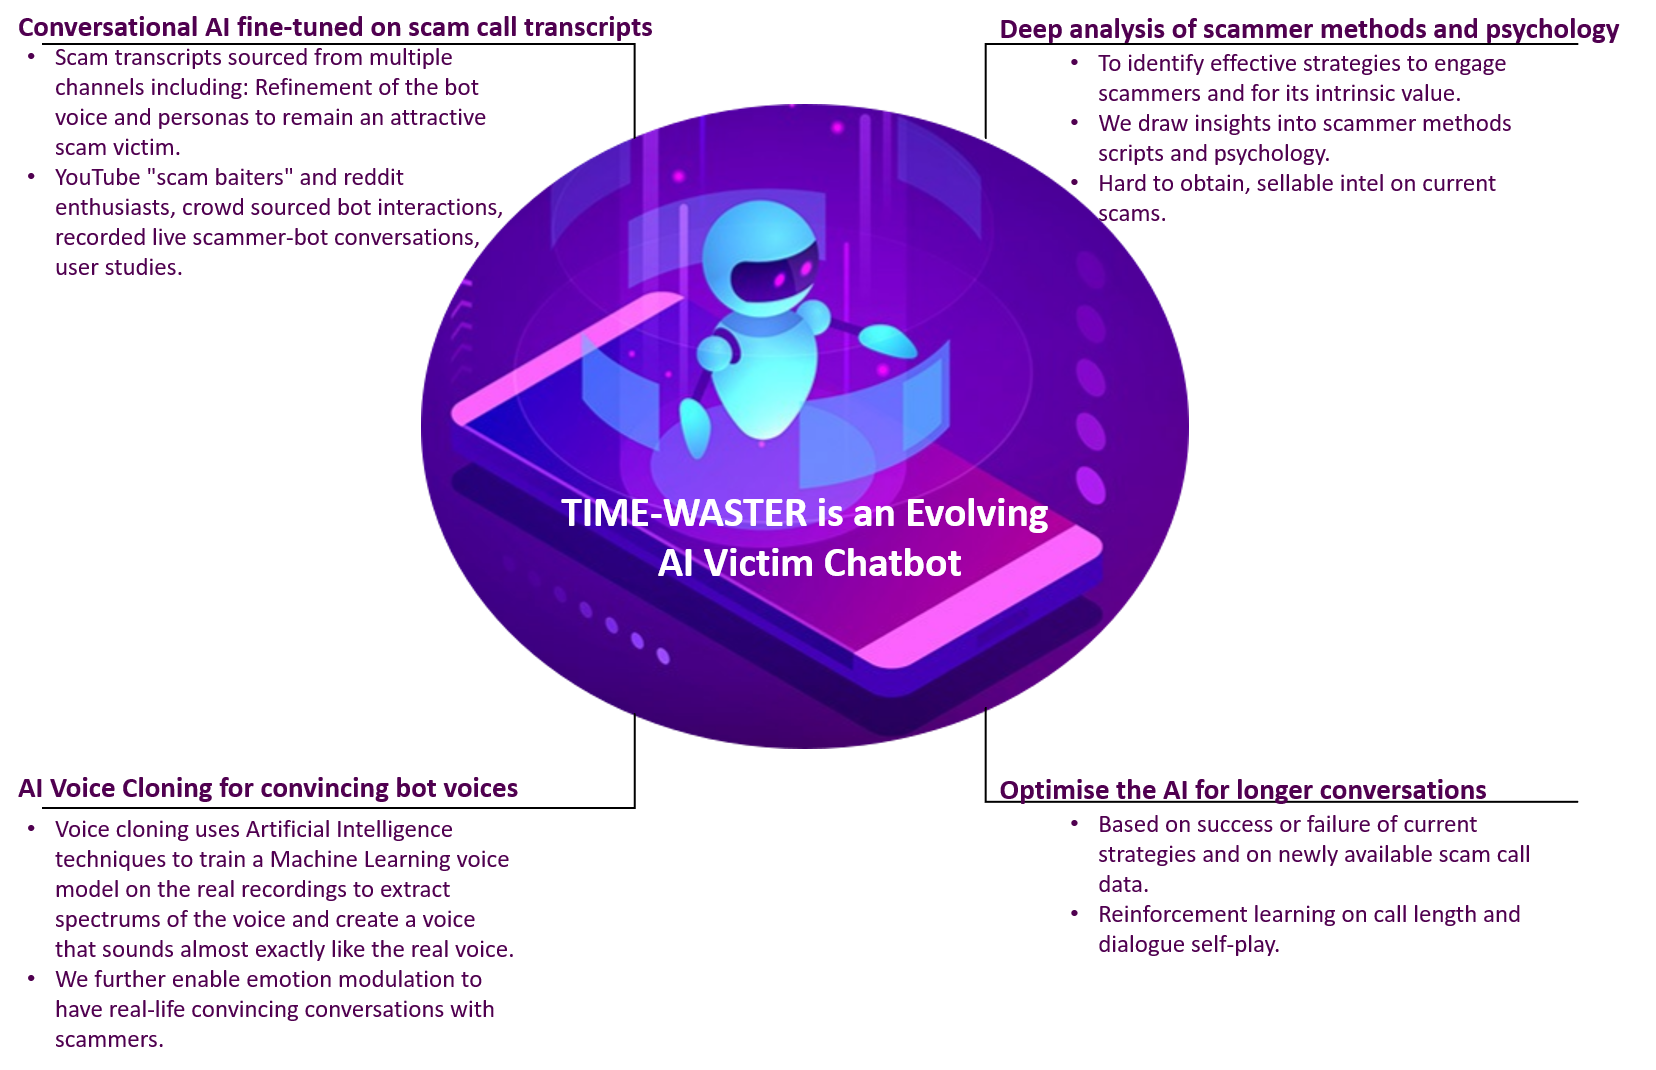 Conversational AI fine-tuned on scam call transcripts
• Scam transcripts sourced from multiple
channels including: Refinement of the bot
voice and personas to remain an attractive
scam victim.
• YouTube "scam baiters" and reddit
enthusiasts, crowd sourced bot interactions,
recorded live scammer-bot conversations,
user studies.
Deep analysis of scammer methods and psychology
• To identify effective strategies to engage
scammers and for its intrinsic value.
• We draw insights into scammer methods
scripts and psychology.
• Hard to obtain, sellable intel on current
scams.
TIME-WASTER is an Evolving
AI Victim Chatbot
AI Voice Cloning for convincing bot voices
• Voice cloning uses Artificial Intelligence
techniques to train a Machine Learning voice
model on the real recordings to extract
spectrums of the voice and create a voice
that sounds almost exactly like the real voice.
• We further enable emotion modulation to
have real-life convincing conversations with
scammers.
Optimise the AI for longer conversations
• Based on success or failure of current
strategies and on newly available scam call
data.
• Reinforcement learning on call length and
dialogue self-play.